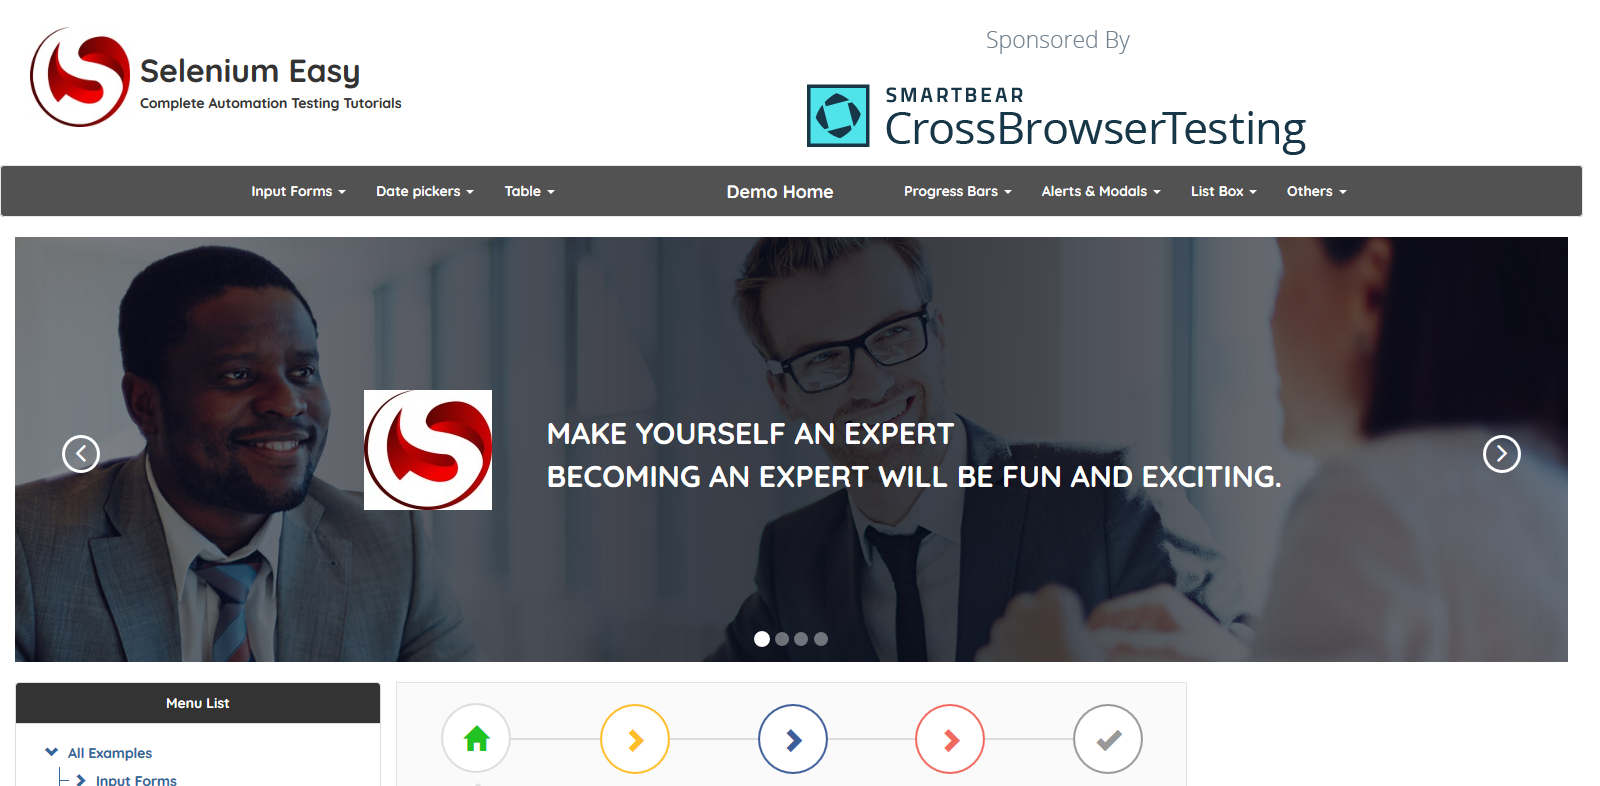 Selenium Easy
Complete Automation Testing Tutorials
Sponsored By
SMARTBEAR
CrossBrowserTesting
Input Forms
Date pickers
Table
Demo Home
Progress Bars
Alerts & Modals
List Box
Others
MAKE YOURSELF AN EXPERT
BECOMING AN EXPERT WILL BE FUN AND EXCITING.
Menu List
All Examples
Input Forms